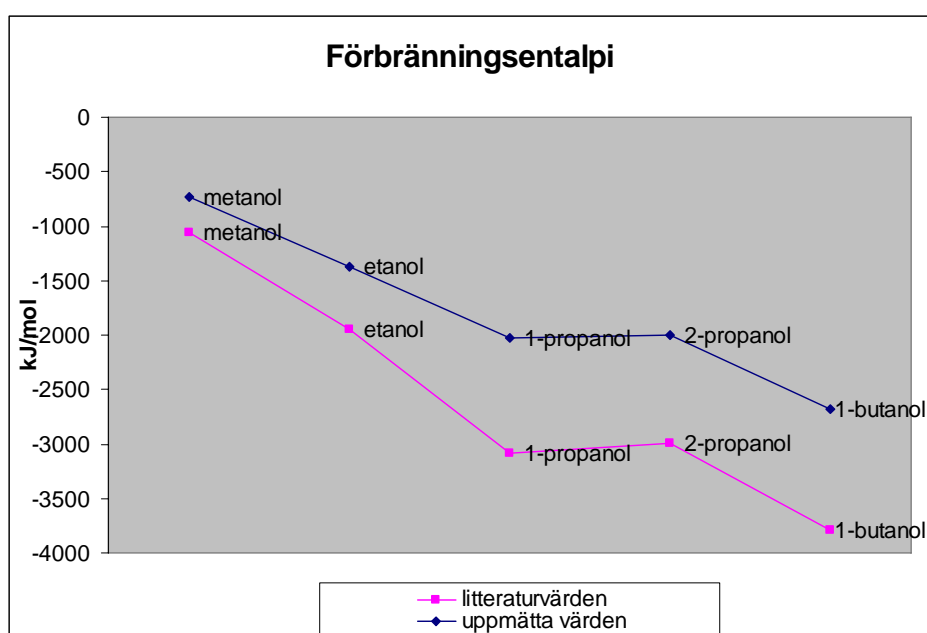 Förbränningsentalpi
0
-500
-1000
-1500
-2000
-2500
-3000
-3500
-4000
kJ/mol
metanol
metanol
etanol
etanol
1-propanol
2-propanol
1-butanol
1-propanol
2-propanol
1-butanol
litteraturvärden
uppmätta värden